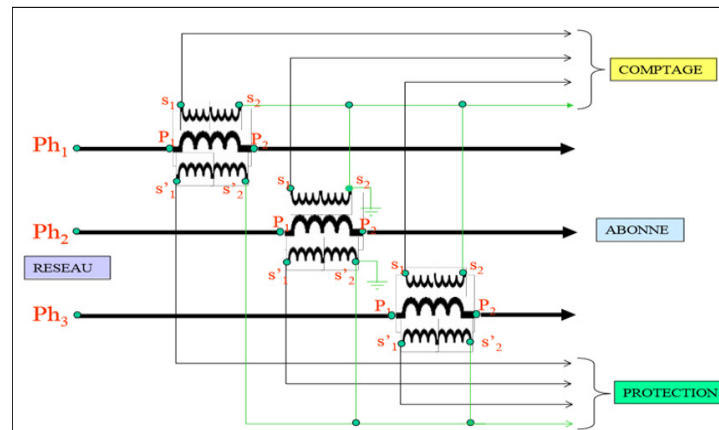 COMPTAGE
S₁ S₂
Ph₁ P₁ P₂
S'₁ S'₂
S₁ S₂
Ph₂ P₁ P₂ ABONNE
S'₁ S'₂
RESEAU
S₁ S₂
Ph₃ P₁ P₂
S'₁ S'₂
PROTECTION